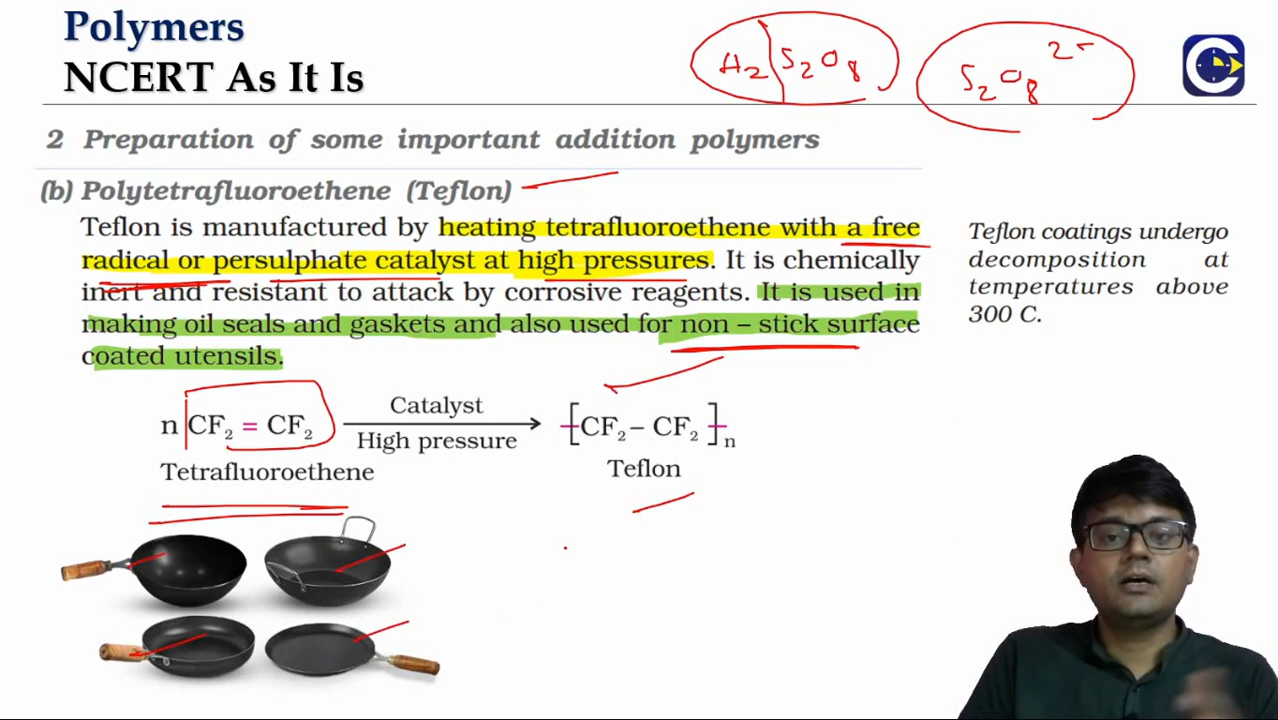 Polymers
NCERT As It Is
H2 S2O8
S2O8 2-
2 Preparation of some important addition polymers
(b) Polytetrafluoroethene (Teflon)
Teflon is manufactured by heating tetrafluoroethene with a free
radical or persulphate catalyst at high pressures. It is chemically
inert and resistant to attack by corrosive reagents. It is used in
making oil seals and gaskets and also used for non – stick surface
coated utensils.
Teflon coatings undergo
decomposition at
temperatures above
300 C.
n CF2 = CF2
Catalyst
High pressure
[CF2 – CF2]n
Tetrafluoroethene
Teflon